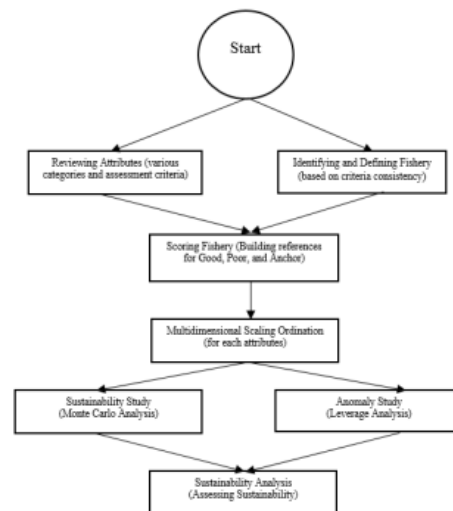 Start
Reviewing Attributes (various
categories and assessment criteria)
Identifying and Defining Fishery
(based on criteria consistency)
Scoring Fishery (Building references
for Good, Poor, and Anchor)
Multidimensional Scaling Ordination
(for each attributes)
Sustainability Study
(Monte Carlo Analysis)
Anomaly Study
(Leverage Analysis)
Sustainability Analysis
(Assessing Sustainability)